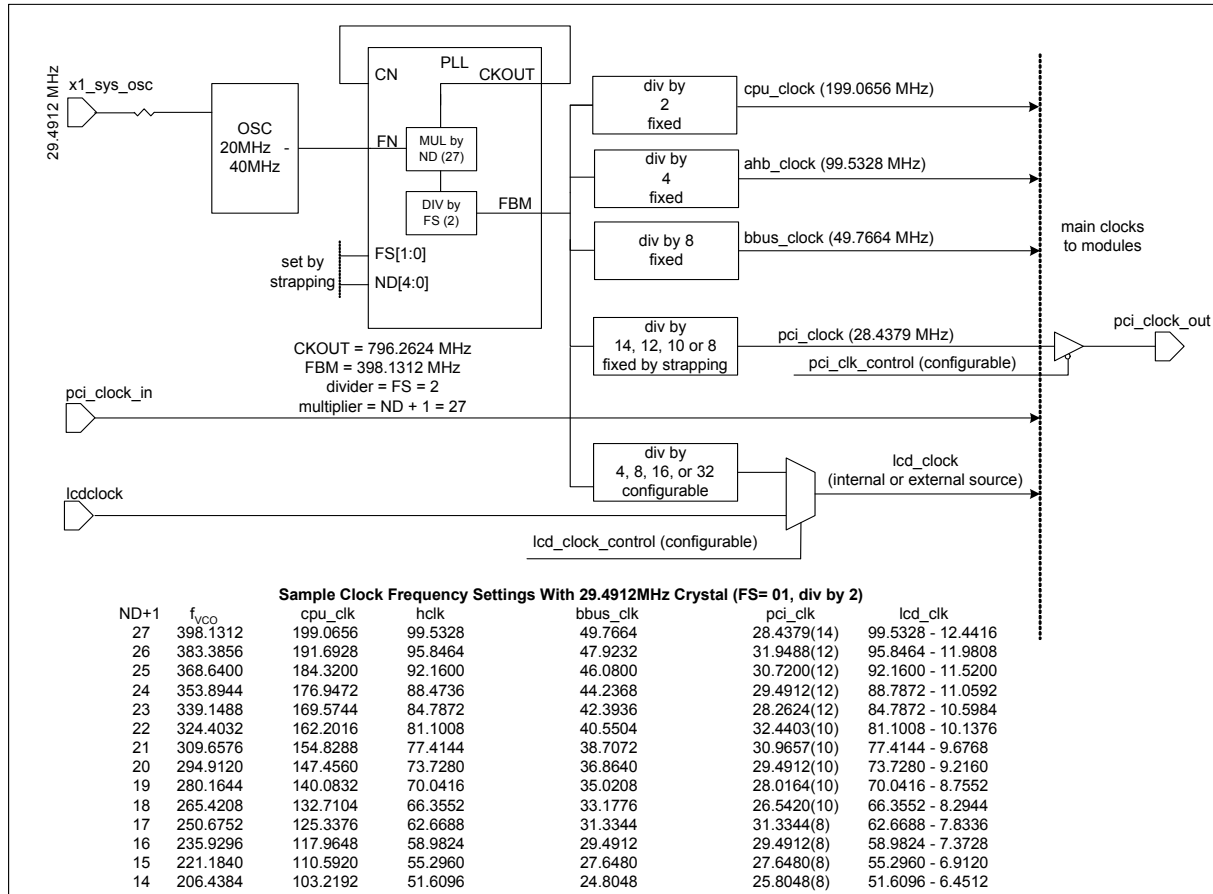 29.4912 MHz
x1_sys_osc
OSC
20MHz -
40MHz
PLL
CN
CKOUT
FN
MUL by
ND (27)
DIV by
FS (2)
FBM
FS[1:0]
ND[4:0]
set by
strapping
CKOUT = 796.2624 MHz
FBM = 398.1312 MHz
divider = FS = 2
multiplier = ND + 1 = 27
div by
2
fixed
cpu_clock (199.0656 MHz)
div by
4
fixed
ahb_clock (99.5328 MHz)
div by 8
fixed
bbus_clock (49.7664 MHz)
main clocks
to modules
div by
14, 12, 10 or 8
fixed by strapping
pci_clock (28.4379 MHz)
pci_clk_control (configurable)
pci_clock_out
pci_clock_in
div by
4, 8, 16, or 32
configurable
lcd_clock
(internal or external source)
lcdclock
lcd_clock_control (configurable)
Sample Clock Frequency Settings With 29.4912MHz Crystal (FS= 01, div by 2)
ND+1 fVCO cpu_clk hclk bbus_clk pci_clk lcd_clk
27 398.1312 199.0656 99.5328 49.7664 28.4379(14) 99.5328 - 12.4416
26 383.3856 191.6928 95.8464 47.9232 31.9488(12) 95.8464 - 11.9808
25 368.6400 184.3200 92.1600 46.0800 30.7200(12) 92.1600 - 11.5200
24 353.8944 176.9472 88.4736 44.2368 29.4912(12) 88.7872 - 11.0592
23 339.1488 169.5744 84.7872 42.3936 28.2624(12) 84.7872 - 10.5984
22 324.4032 162.2016 81.1008 40.5504 32.4403(10) 81.1008 - 10.1376
21 309.6576 154.8288 77.4144 38.7072 30.9657(10) 77.4144 - 9.6768
20 294.9120 147.4560 73.7280 36.8640 29.4912(10) 73.7280 - 9.2160
19 280.1644 140.0832 70.0416 35.0208 28.0164(10) 70.0416 - 8.7552
18 265.4208 132.7104 66.3552 33.1776 26.5420(10) 66.3552 - 8.2944
17 250.6752 125.3376 62.6688 31.3344 31.3344(8) 62.6688 - 7.8336
16 235.9296 117.9648 58.9824 29.4912 29.4912(8) 58.9824 - 7.3728
15 221.1840 110.5920 55.2960 27.6480 27.6480(8) 55.2960 - 6.9120
14 206.4384 103.2192 51.6096 24.8048 25.8048(8) 51.6096 - 6.4512